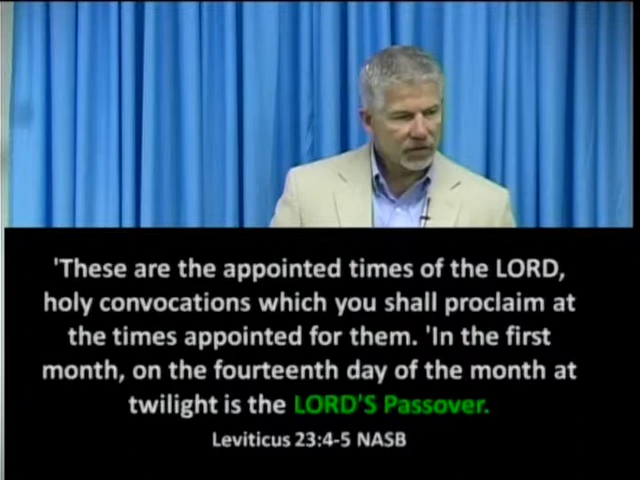 'These are the appointed times of the LORD,
holy convocations which you shall proclaim at
the times appointed for them. 'In the first
month, on the fourteenth day of the month at
twilight is the LORD'S Passover.
Leviticus 23:4-5 NASB